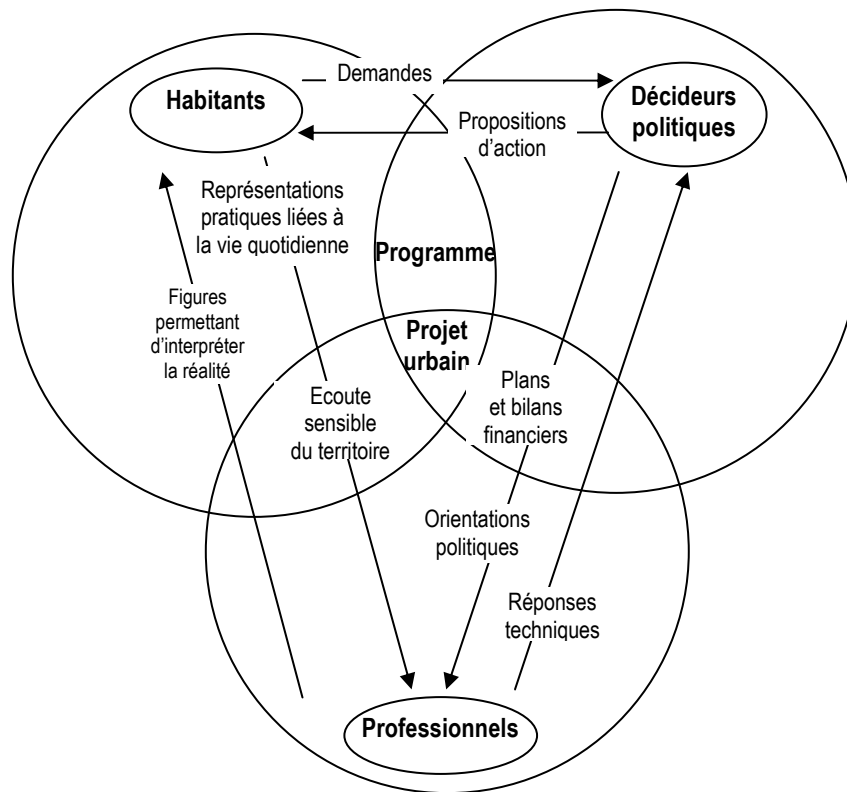 Demandes
Habitants
Décideurs
politiques
Propositions
d’action
Représentations
pratiques liées à
la vie quotidienne
Programme
Figures
permettant
d’interpréter
la réalité
Projet
urbain
Plans
et bilans
financiers
Ecoute
sensible
du territoire
Orientations
politiques
Réponses
techniques
Professionnels